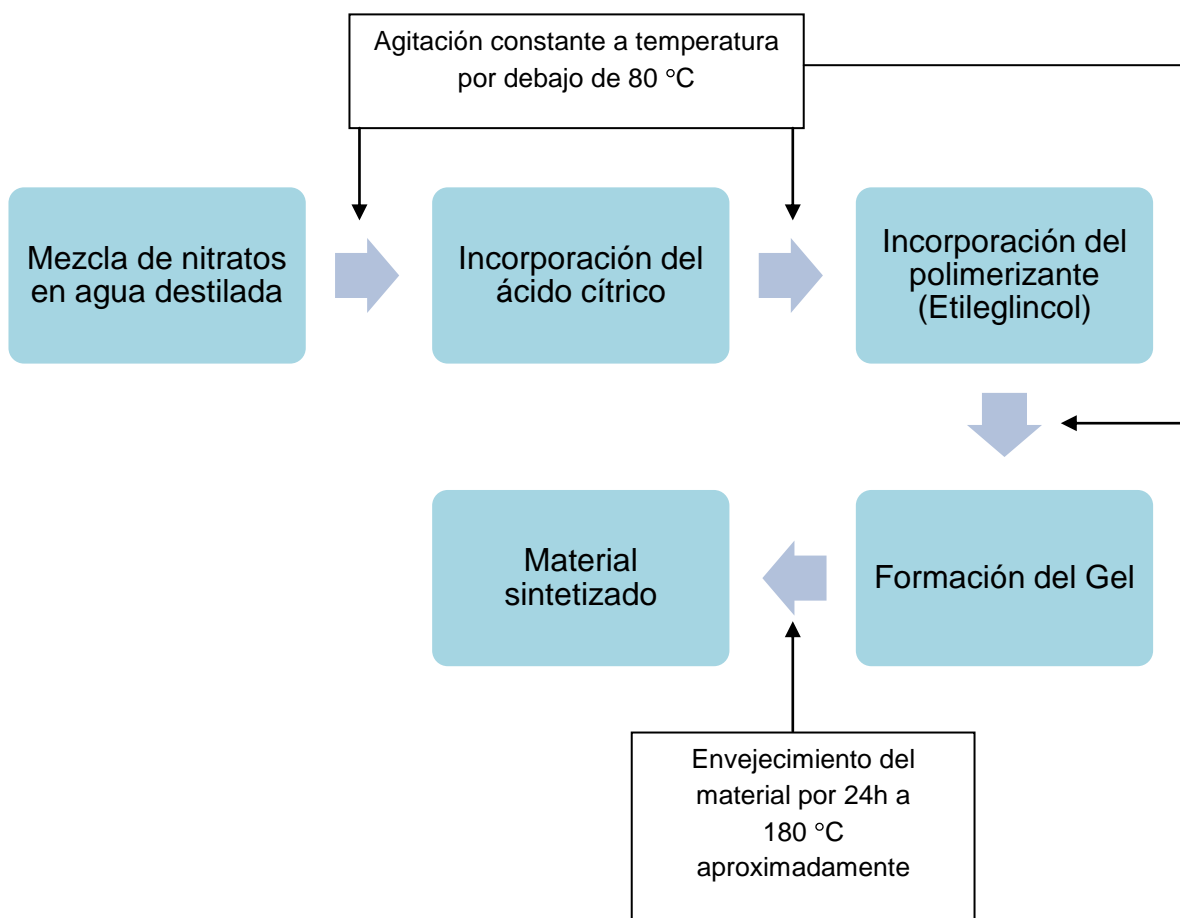 Agitación constante a temperatura
por debajo de 80 °C
Mezcla de nitratos
en agua destilada
Incorporación del
ácido cítrico
Incorporación del
polimerizante
(Etileglincol)
Formación del Gel
Material
sintetizado
Envejecimiento del
material por 24h a
180 °C
aproximadamente